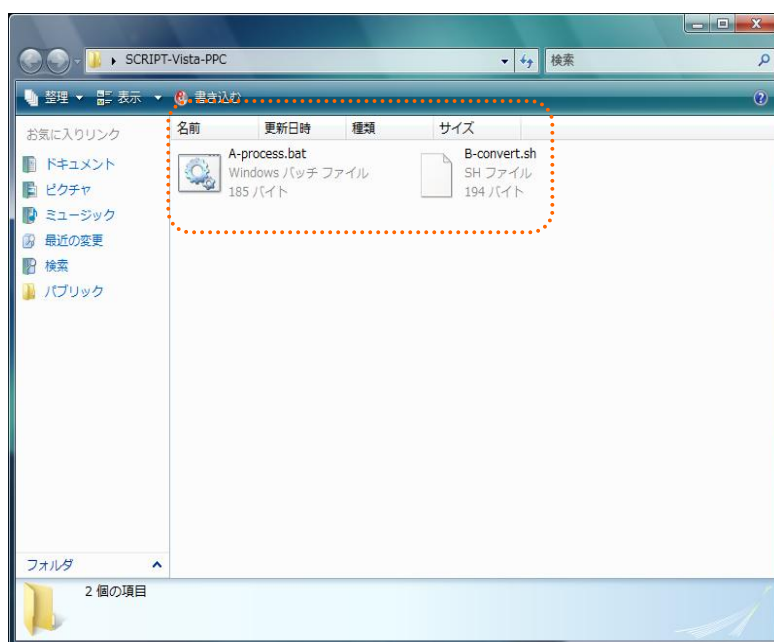 SCRIPT-Vista-PPC
検索
整理 表示 書き込む
お気に入りリンク
ドキュメント
ピクチャ
ミュージック
最近の変更
検索
パブリック
フォルダ
名前 更新日時 種類 サイズ
A-process.bat
Windows バッチ ファイル
185 バイト
B-convert.sh
SH ファイル
194 バイト
2 個の項目